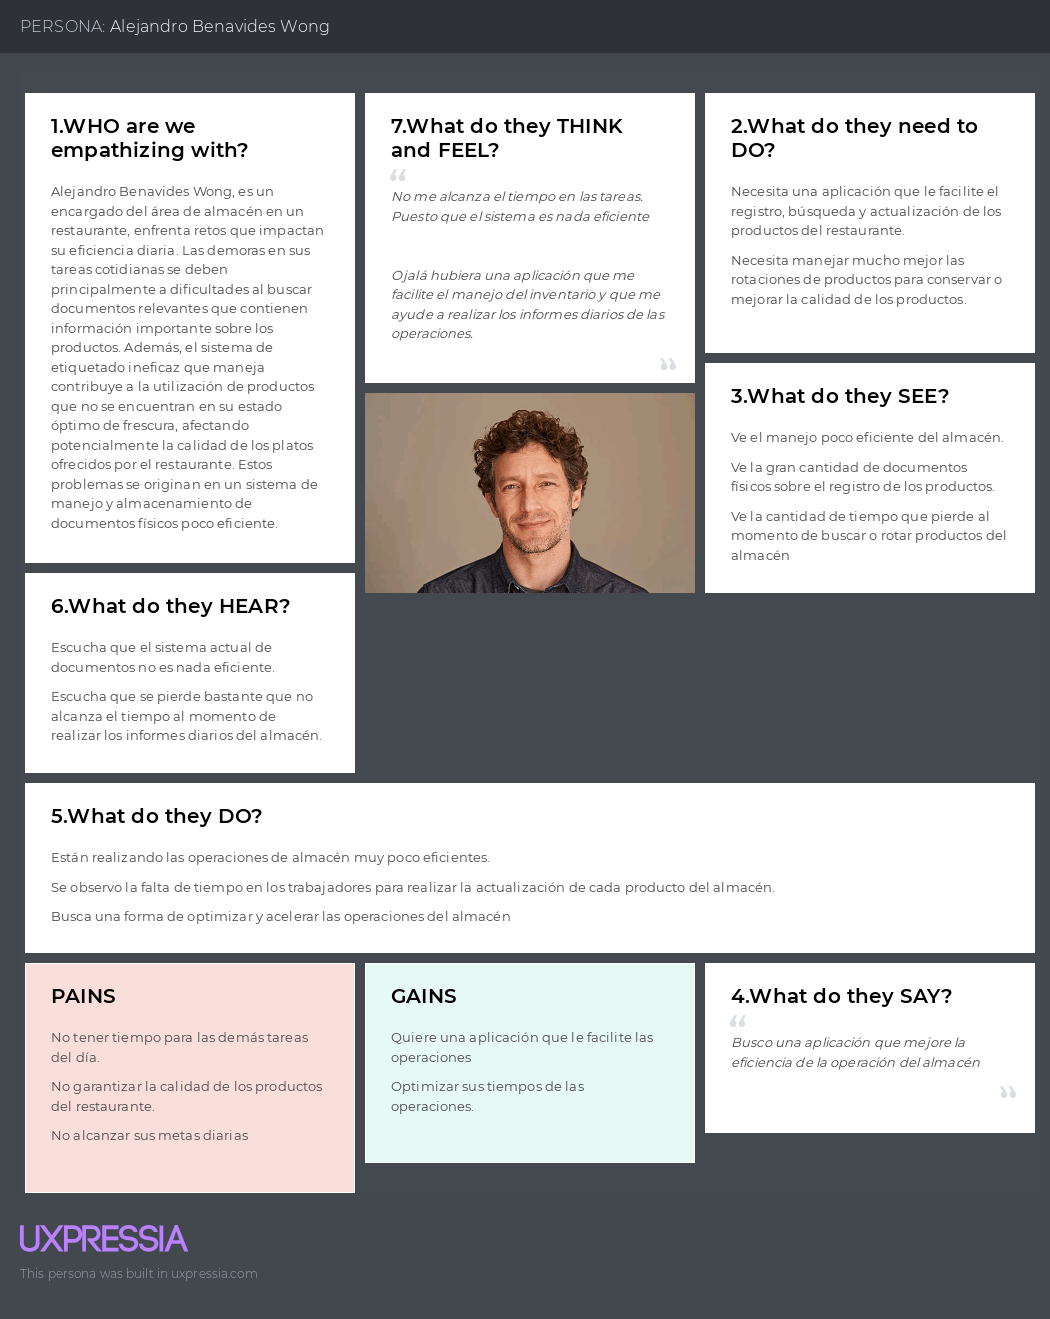 PERSONA: Alejandro Benavides Wong
1.WHO are we
empathizing with?
Alejandro Benavides Wong, es un
encargado del área de almacén en un
restaurante, enfrenta retos que impactan
su eficiencia diaria. Las demoras en sus
tareas cotidianas se deben
principalmente a dificultades al buscar
documentos relevantes que contienen
información importante sobre los
productos. Además, el sistema de
etiquetado ineficaz que maneja
contribuye a la utilización de productos
que no se encuentran en su estado
óptimo de frescura, afectando
potencialmente la calidad de los platos
ofrecidos por el restaurante. Estos
problemas se originan en un sistema de
manejo y almacenamiento de
documentos físicos poco eficiente.
7.What do they THINK
and FEEL?
“
No me alcanza el tiempo en las tareas.
Puesto que el sistema es nada eficiente
Ojalá hubiera una aplicación que me
facilite el manejo del inventario y que me
ayude a realizar los informes diarios de las
operaciones.
”
2.What do they need to
DO?
Necesita una aplicación que le facilite el
registro, búsqueda y actualización de los
productos del restaurante.
Necesita manejar mucho mejor las
rotaciones de productos para conservar o
mejorar la calidad de los productos.
3.What do they SEE?
Ve el manejo poco eficiente del almacén.
Ve la gran cantidad de documentos
físicos sobre el registro de los productos.
Ve la cantidad de tiempo que pierde al
momento de buscar o rotar productos del
almacén
6.What do they HEAR?
Escucha que el sistema actual de
documentos no es nada eficiente.
Escucha que se pierde bastante que no
alcanza el tiempo al momento de
realizar los informes diarios del almacén.
5.What do they DO?
Están realizando las operaciones de almacén muy poco eficientes.
Se observo la falta de tiempo en los trabajadores para realizar la actualización de cada producto del almacén.
Busca una forma de optimizar y acelerar las operaciones del almacén
PAINS
No tener tiempo para las demás tareas
del día.
No garantizar la calidad de los productos
del restaurante.
No alcanzar sus metas diarias
GAINS
Quiere una aplicación que le facilite las
operaciones
Optimizar sus tiempos de las
operaciones.
4.What do they SAY?
“
Busco una aplicación que mejore la
eficiencia de la operación del almacén
”
UXPRESSIA
This persona was built in uxpressia.com